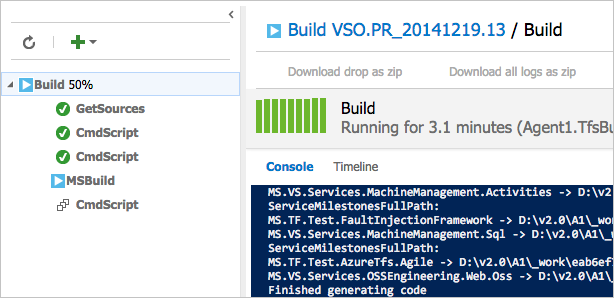 Build 50%
GetSources
CmdScript
CmdScript
MSBuild
CmdScript
Build VSO.PR_20141219.13 / Build
Download drop as zip Download all logs as zip
Build
Running for 3.1 minutes (Agent1.TfsBu
Console Timeline
MS.VS.Services.MachineManagement.Activities -> D:\v2.
ServiceMilestonesFullPath:
MS.TF.Test.FaultInjectionFramework -> D:\v2.0\A1\_wor
MS.VS.Services.MachineManagement.Sql -> D:\v2.0\A1\_w
ServiceMilestonesFullPath:
MS.TF.Test.AzureTfs.Agile -> D:\v2.0\A1\_work\eab6ef7
MS.VS.Services.OSSEngineering.Web.Oss -> D:\v2.0\A1\_
Finished generating code